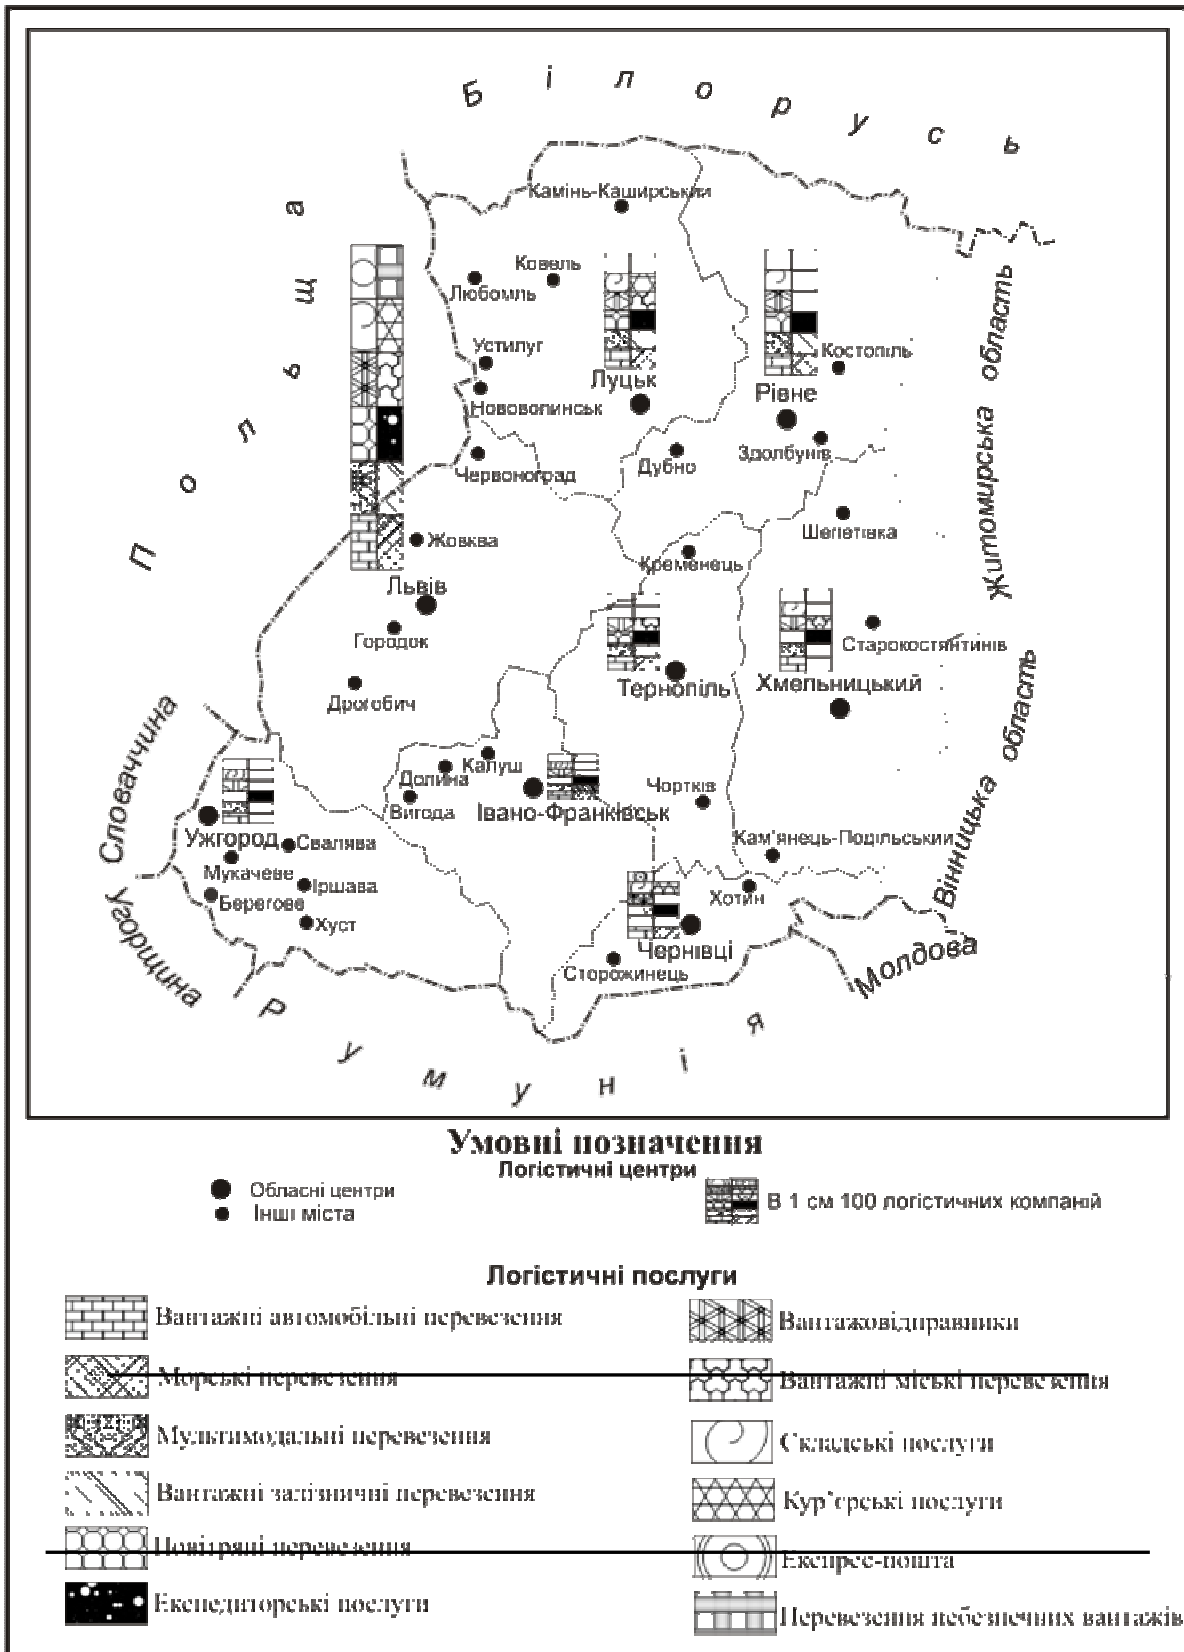 Білорусь
Польща
Камінь-Каширський
Ковель
Любомль
Устилуг
Нововолинськ
Луцьк
Костопіль
Рівне
Здолбунів
Дубно
Червоноград
Житомирська область
Шепетівка
Жовква
Кременець
Львів
Городок
Старокостянтинів
Тернопіль
Хмельницький
Дрогобич
Словаччина
Калуш
Долина
Вигода
Івано-Франківськ
Чортків
Вінницька область
Ужгород
Свалява
Мукачеве
Іршава
Берегове
Хуст
Кам'янець-Подільський
Хотин
Чернівці
Сторожинець
Угорщина
Молдова
Румунія
Умовні позначення
Логістичні центри
Обласні центри
Інші міста
В 1 см 100 логістичних компаній
Логістичні послуги
Вантажні автомобільні перевезення
Морські перевезення
Мультимодальні перевезення
Вантажні залізничні перевезення
Повітряні перевезення
Експедиторські послуги
Вантажовідправники
Вантажні міські перевезення
Складські послуги
Кур'єрські послуги
Експрес-пошта
Перевезення небезпечних вантажів